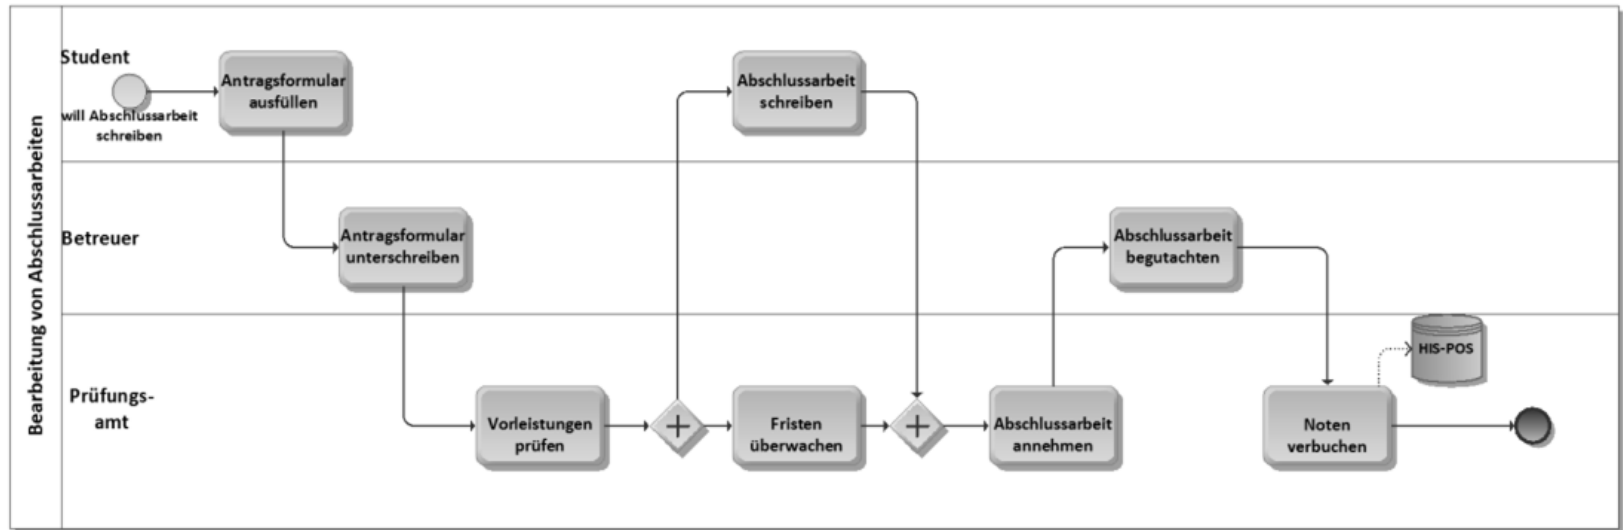 Bearbeitung von Abschlussarbeiten
Student
will Abschlussarbeit
schreiben
Antragsformular
ausfüllen
Abschlussarbeit
schreiben
Betreuer
Antragsformular
unterschreiben
Abschlussarbeit
begutachten
Prüfungs-
amt
Vorleistungen
prüfen
Fristen
überwachen
Abschlussarbeit
annehmen
Noten
verbuchen
HIS-POS